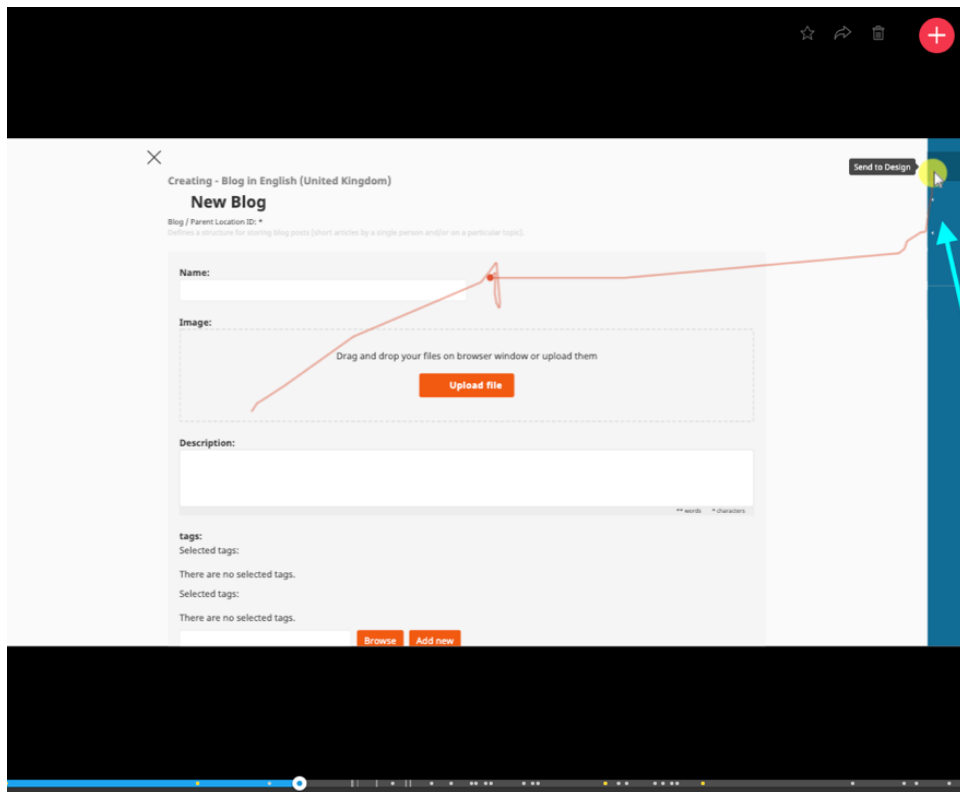 Send to Design
Creating - Blog in English (United Kingdom)
New Blog
Blog / Parent Location ID: *
Defines a structure for storing blog posts (short articles by a single person and/or on a particular topic).
Name:
Image:
Drag and drop your files on browser window or upload them
Upload file
Description:
** words * characters
tags:
Selected tags:
There are no selected tags.
Selected tags:
There are no selected tags.
Browse Add new